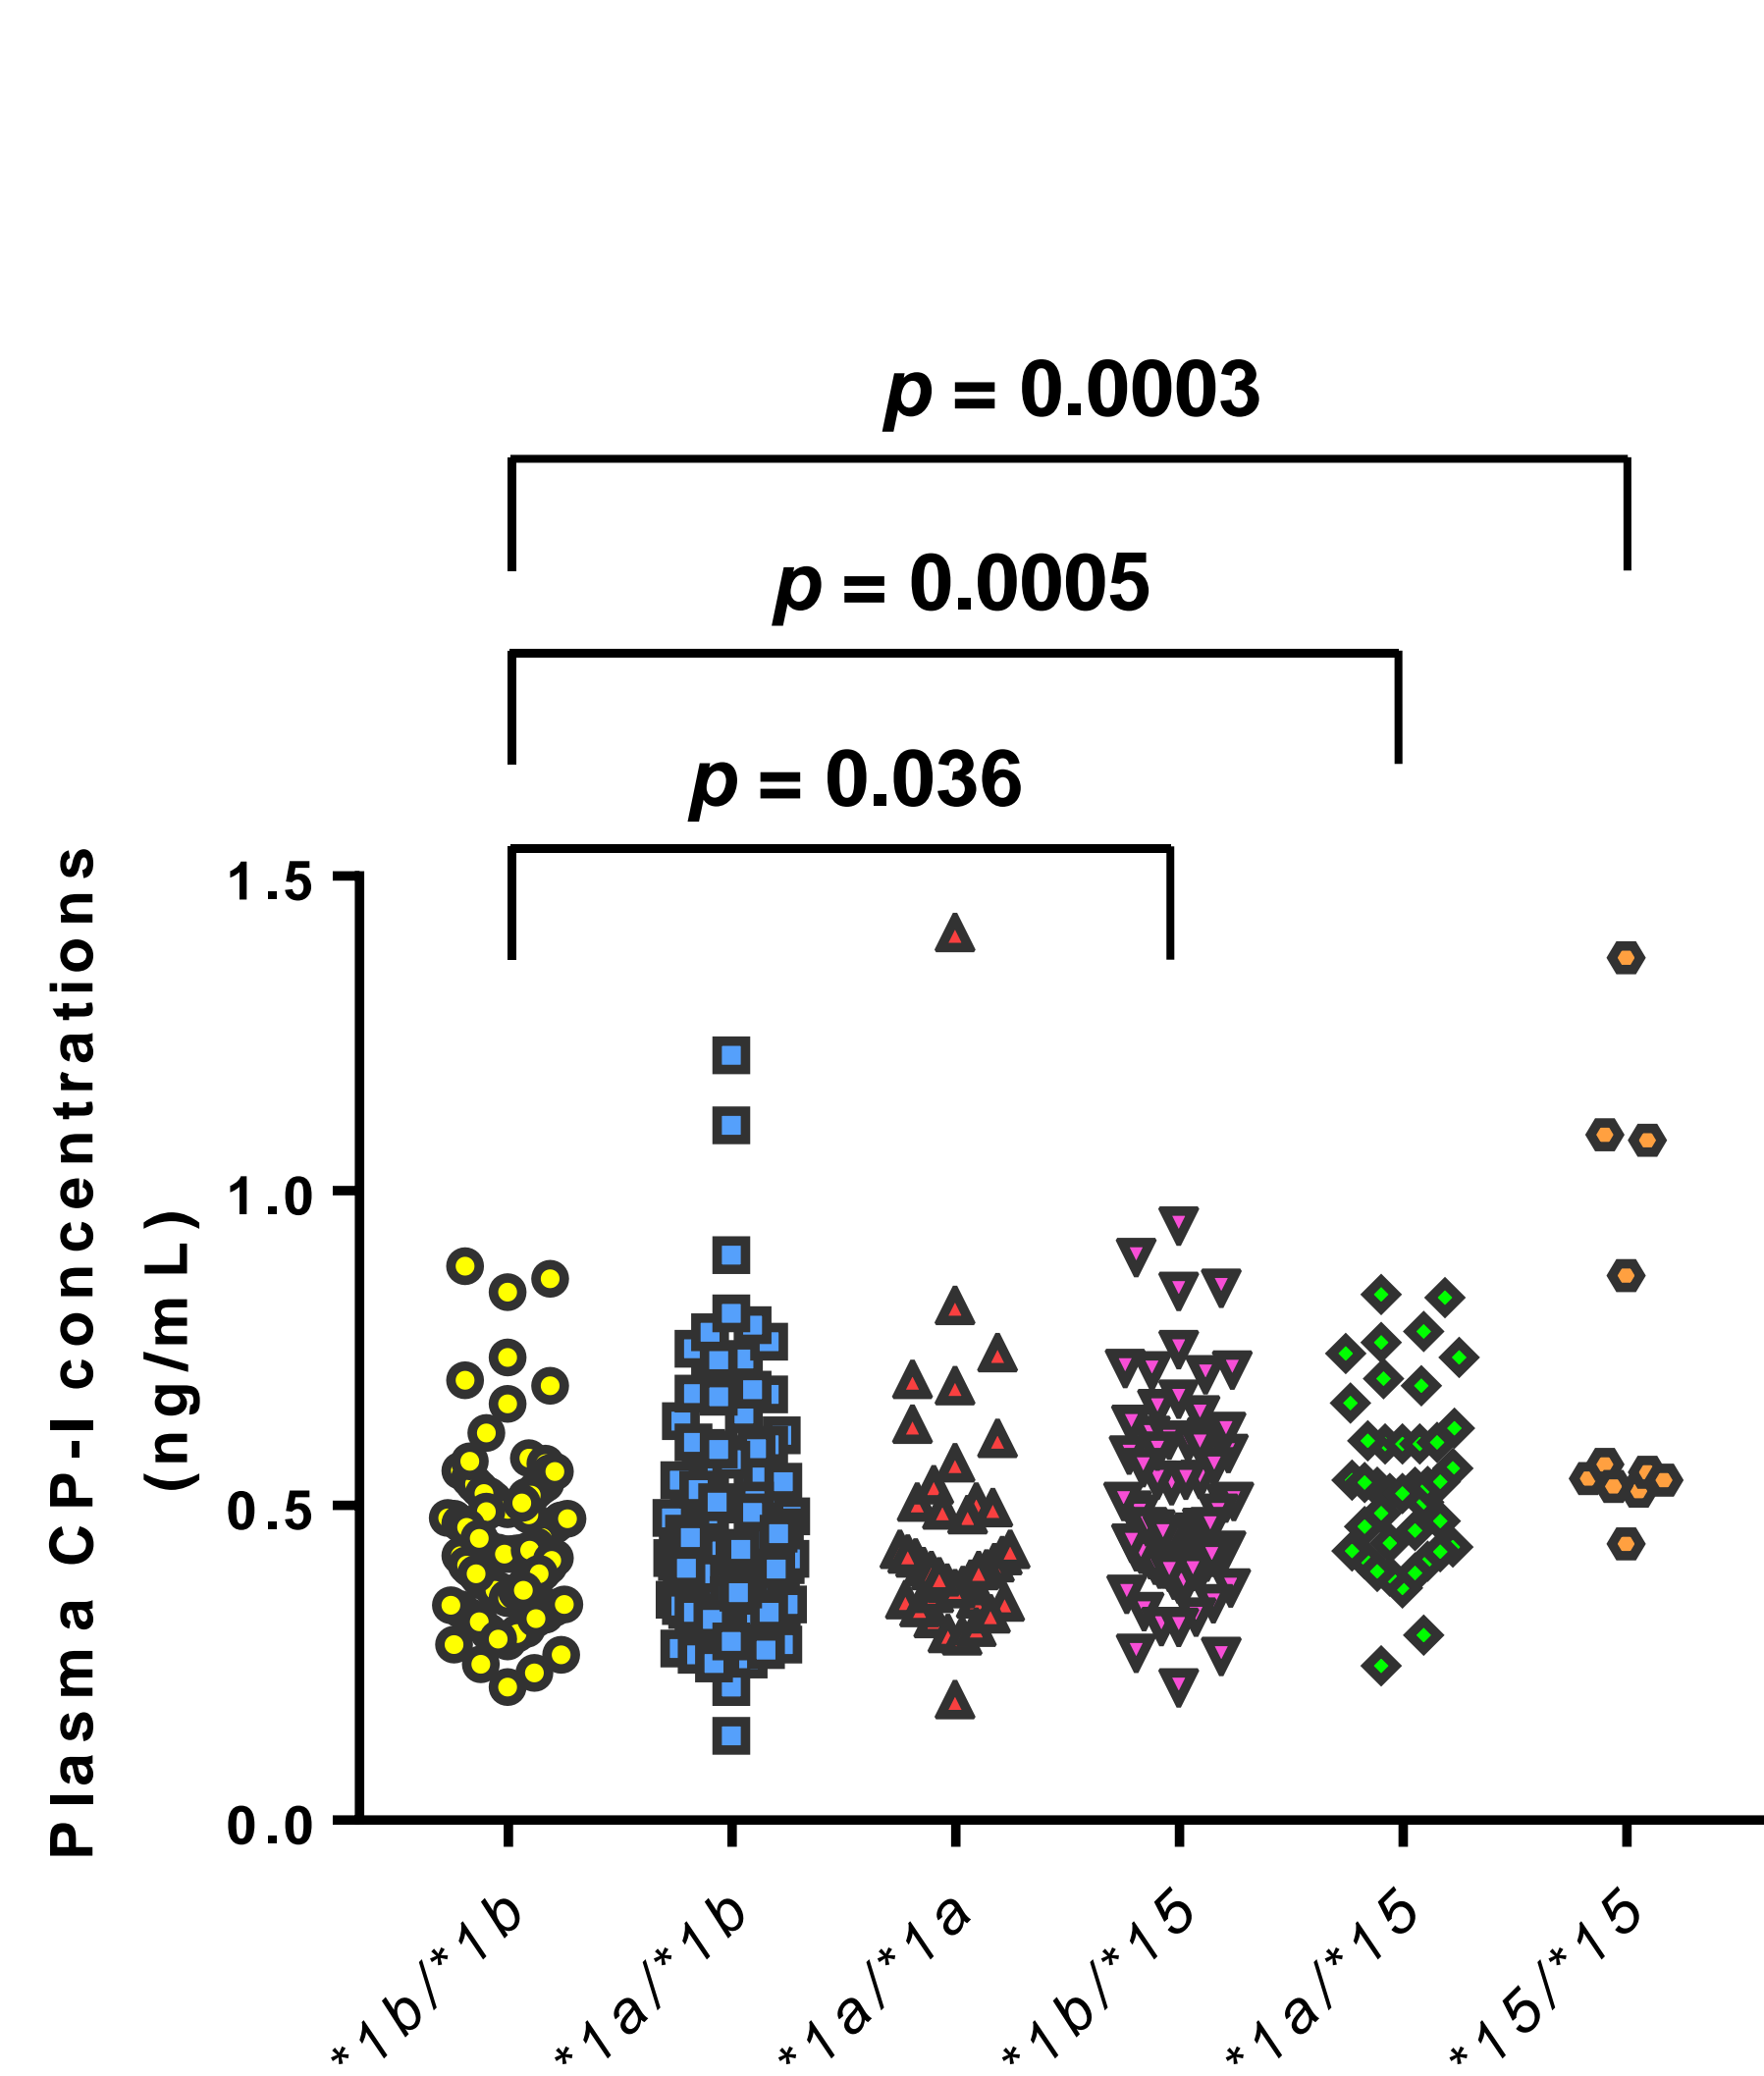 p = 0.0003
p = 0.0005
p = 0.036
Plasma CP-I concentrations
(ng/mL)
1.5
1.0
0.5
0.0
*1b/*1b
*1a/*1b
*1a/*1a
*1b/*15
*1a/*15
*15/*15